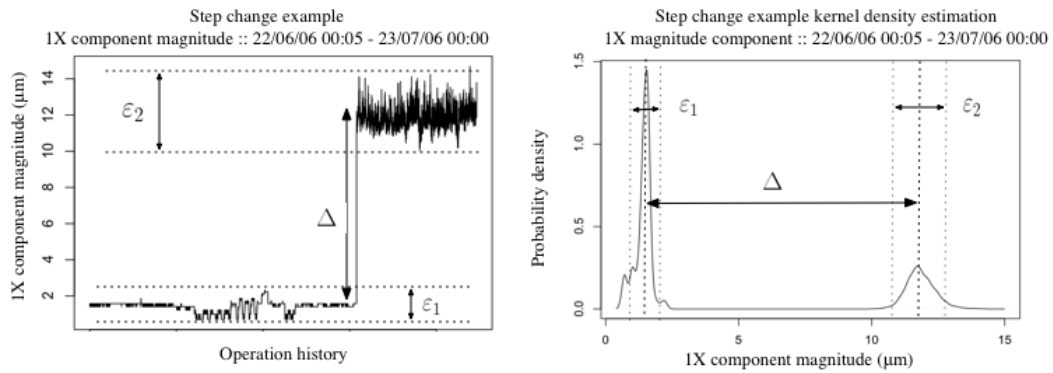 Step change example
1X component magnitude :: 22/06/06 00:05 - 23/07/06 00:00
1X component magnitude (μm)
14
12
10
8
6
4
2
ε2
Δ
ε1
Operation history
Step change example kernel density estimation
1X magnitude component :: 22/06/06 00:05 - 23/07/06 00:00
Probability density
1.5
1.0
0.5
0.0
ε1
ε2
Δ
0
5
10
15
1X component magnitude (μm)